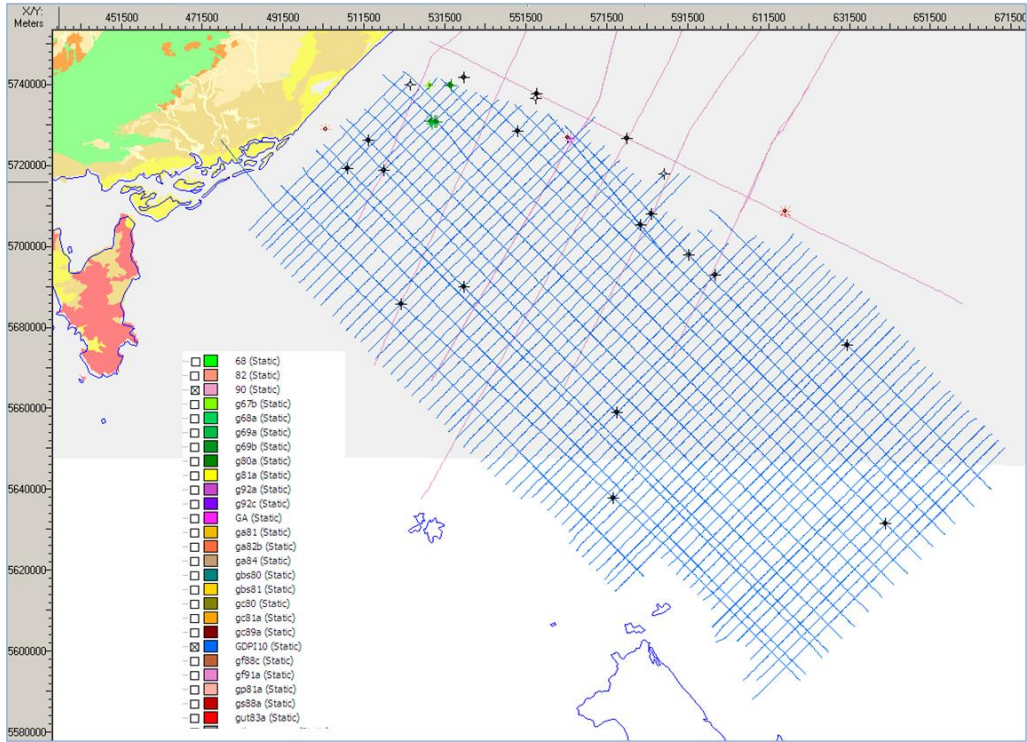 X/Y:
Meters
451500 471500 491500 511500 531500 551500 571500 591500 611500 631500 651500 671500
5740000
5720000
5700000
5680000
5660000
5640000
5620000
5600000
5580000
68 (Static)
82 (Static)
90 (Static)
g67b (Static)
g68a (Static)
g69a (Static)
g69b (Static)
g80a (Static)
g81a (Static)
g92a (Static)
g92c (Static)
GA (Static)
ga81 (Static)
ga82b (Static)
ga84 (Static)
gbs80 (Static)
gbs81 (Static)
gc80 (Static)
gc81a (Static)
gc89a (Static)
GDPI10 (Static)
gf88c (Static)
gf91a (Static)
gp81a (Static)
gs88a (Static)
gut83a (Static)